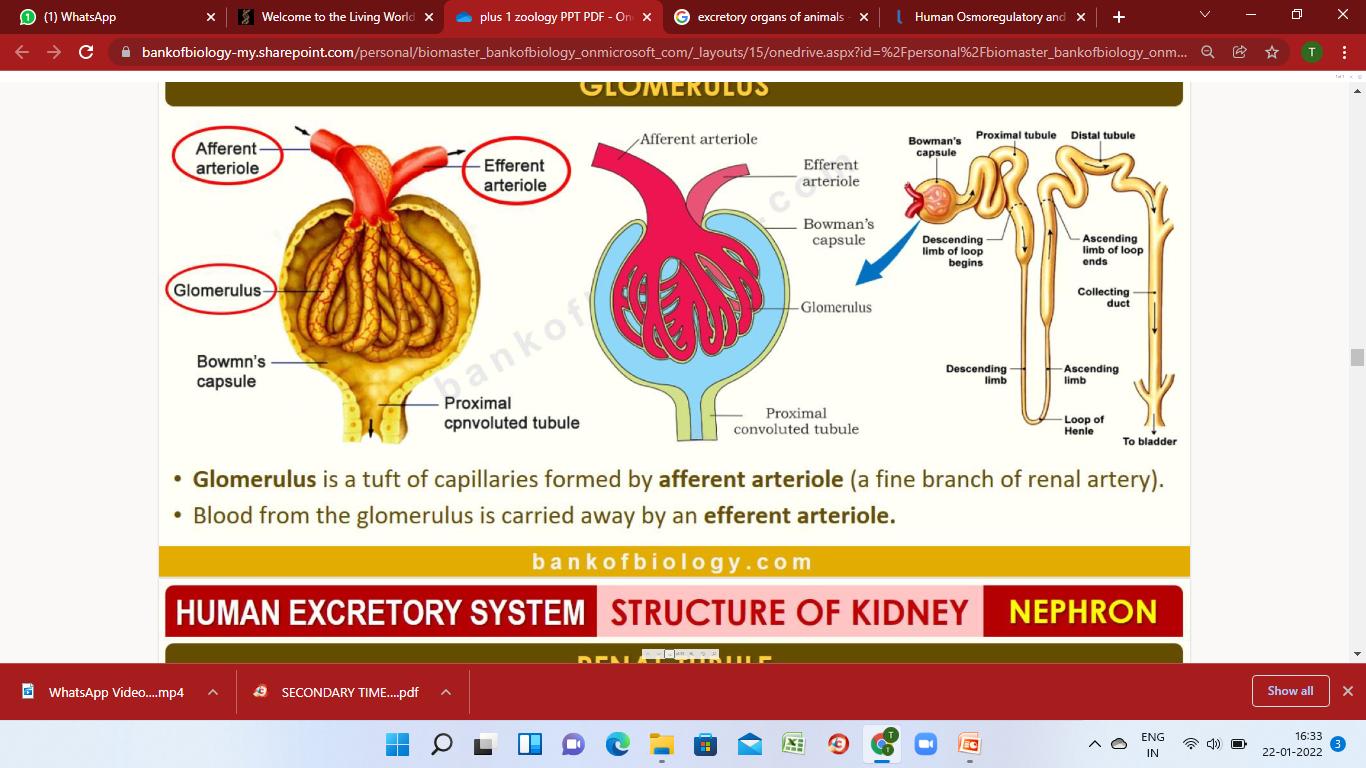 (1) WhatsApp
Welcome to the Living World
plus 1 zoology PPT PDF - On
excretory organs of animals -
Human Osmoregulatory and
bankofbiology-my.sharepoint.com/personal/biomaster_bankofbiology_onmicrosoft_com/_layouts/15/onedrive.aspx?id=%2Fpersonal%2Fbiomaster_bankofbiology_onm...
T
GLOMERULUS
Afferent
arteriole
Efferent
arteriole
Glomerulus
Bowmn's
capsule
Proximal
cpnvoluted tubule
Afferent arteriole
Efferent
arteriole
Bowman's
capsule
Glomerulus
Proximal
convoluted tubule
Bowman's
capsule
Proximal tubule
Distal tubule
Descending
limb of loop
begins
Ascending
limb of loop
ends
Collecting
duct
Descending
limb
Ascending
limb
Loop of
Henle
To bladder
• Glomerulus is a tuft of capillaries formed by afferent arteriole (a fine branch of renal artery).
• Blood from the glomerulus is carried away by an efferent arteriole.
bankofbiology.com
HUMAN EXCRETORY SYSTEM STRUCTURE OF KIDNEY NEPHRON
RENAL TUBULE
WhatsApp Video....mp4
SECONDARY TIME....pdf
Show all
ENG
IN
16:33
22-01-2022
3